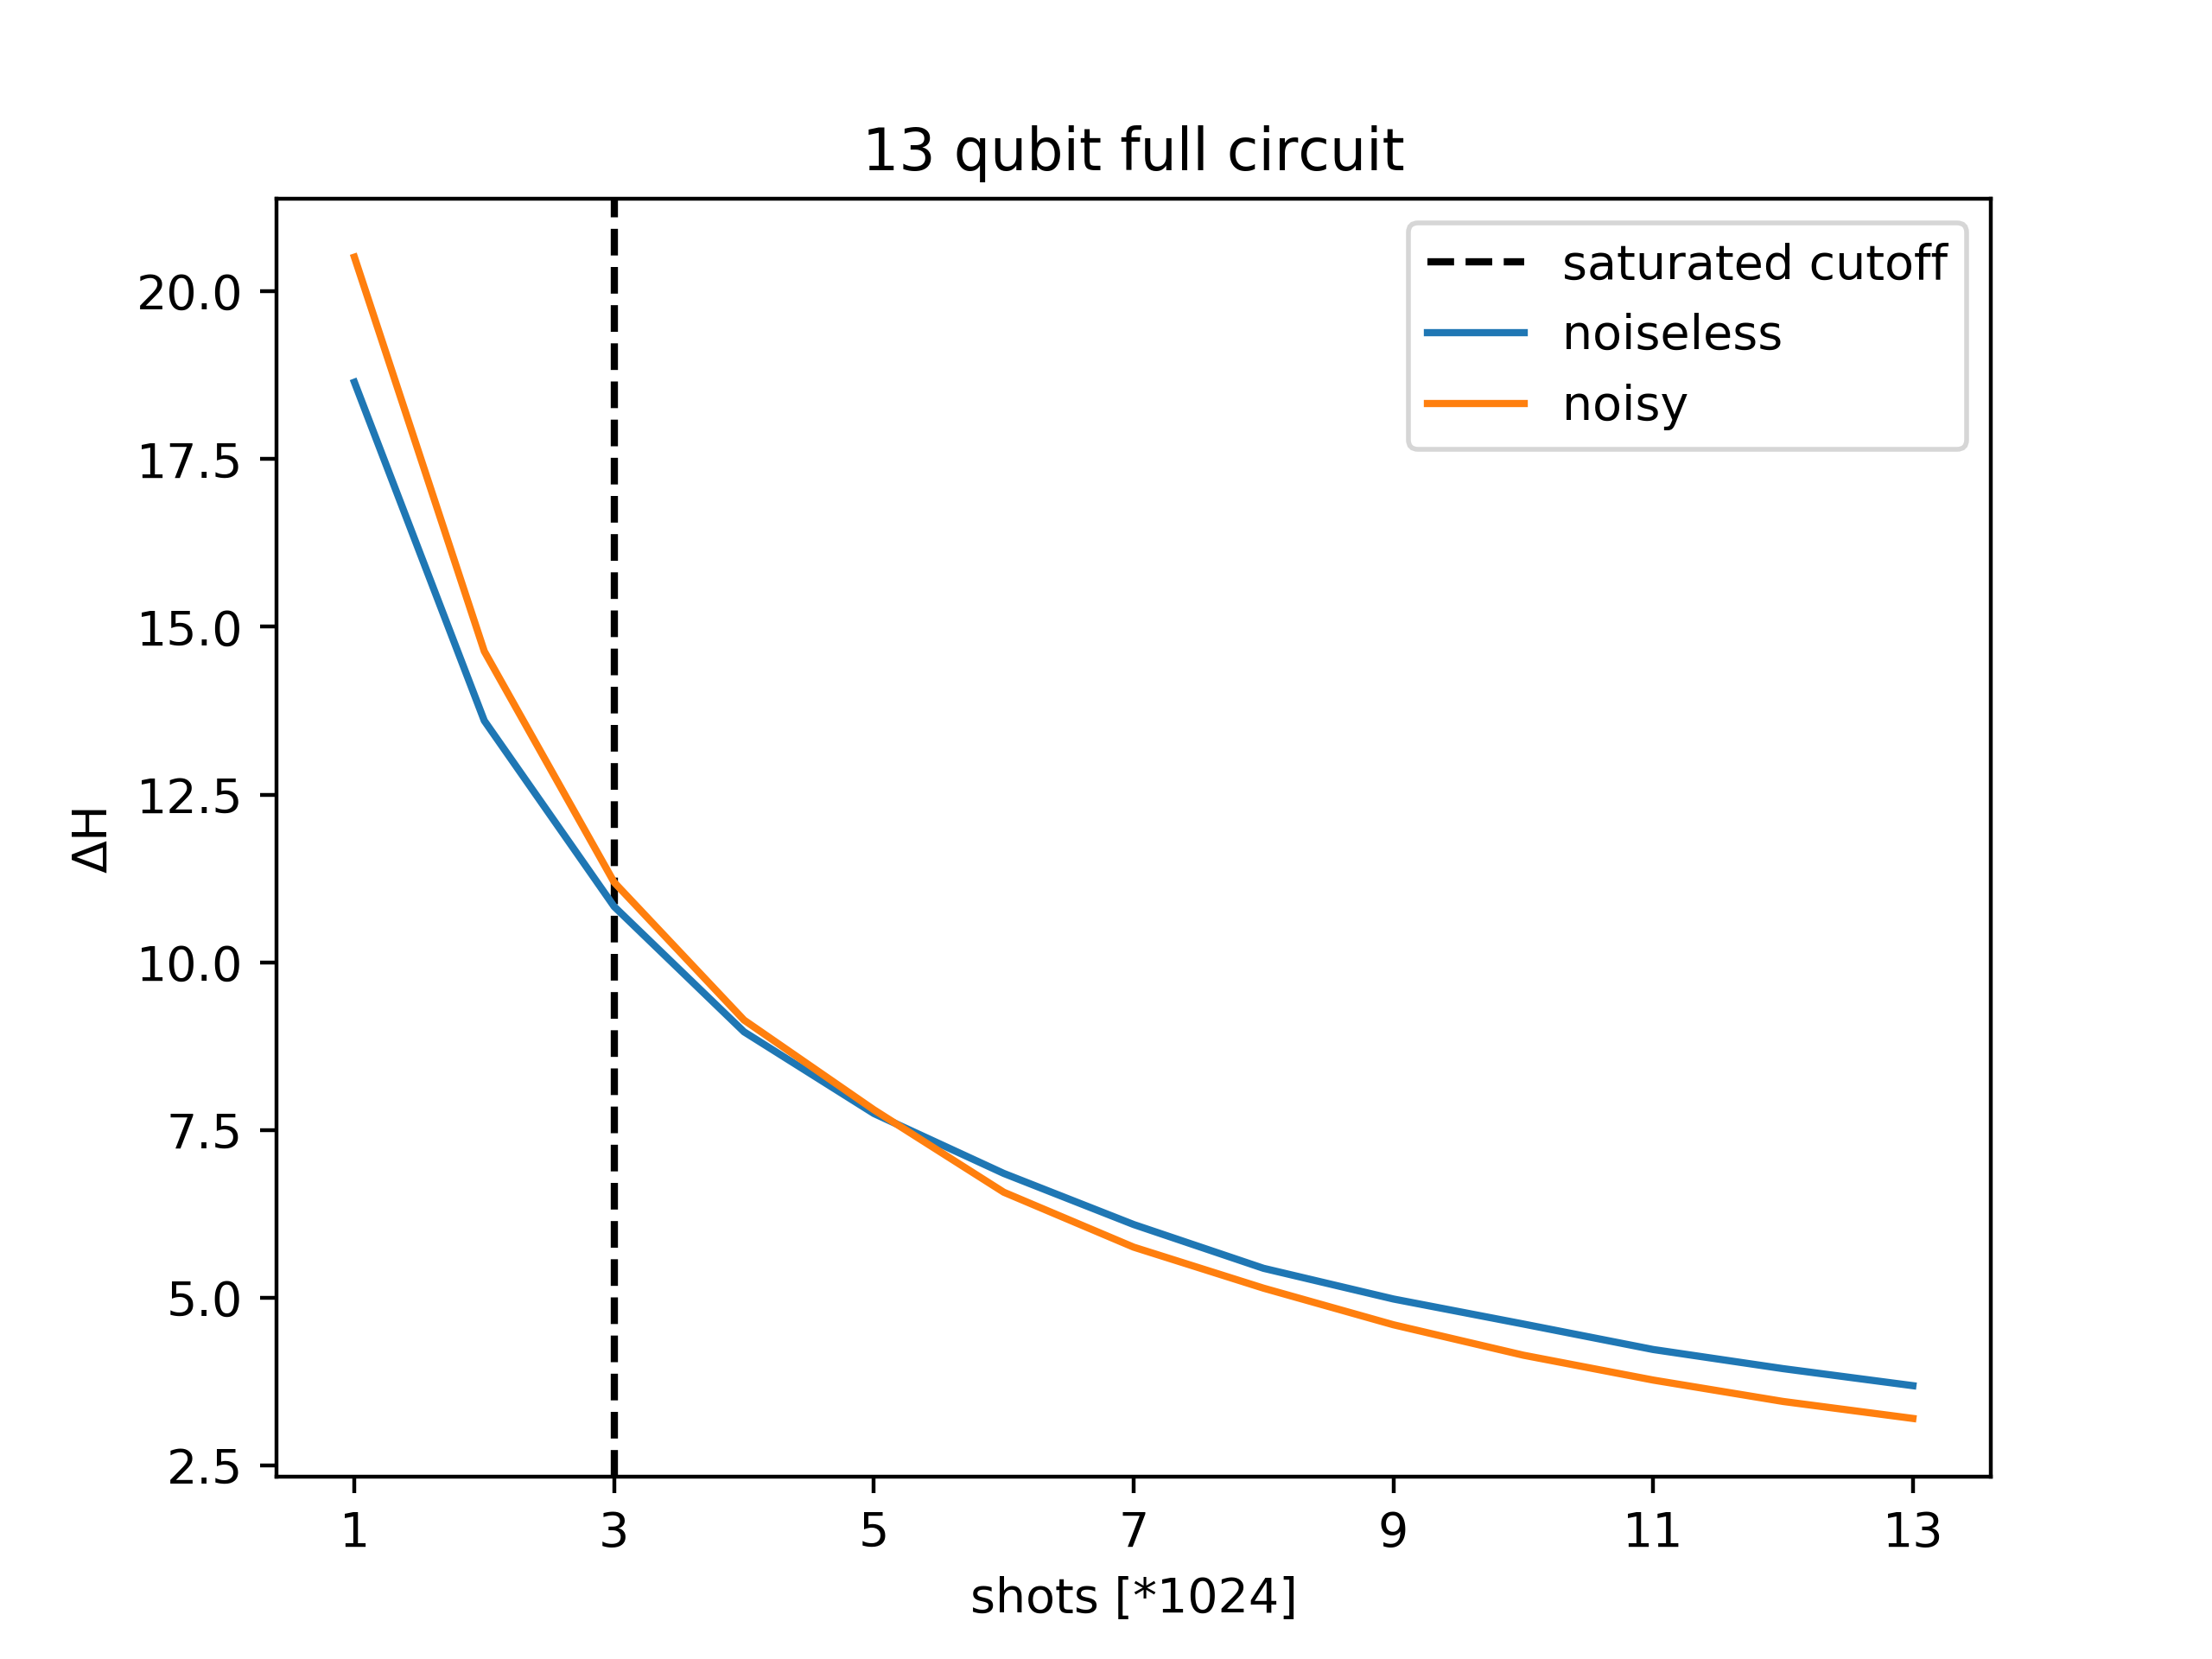 13 qubit full circuit
saturated cutoff
noiseless
noisy
20.0
17.5
15.0
12.5
10.0
7.5
5.0
2.5
ΔH
1 3 5 7 9 11 13
shots [*1024]